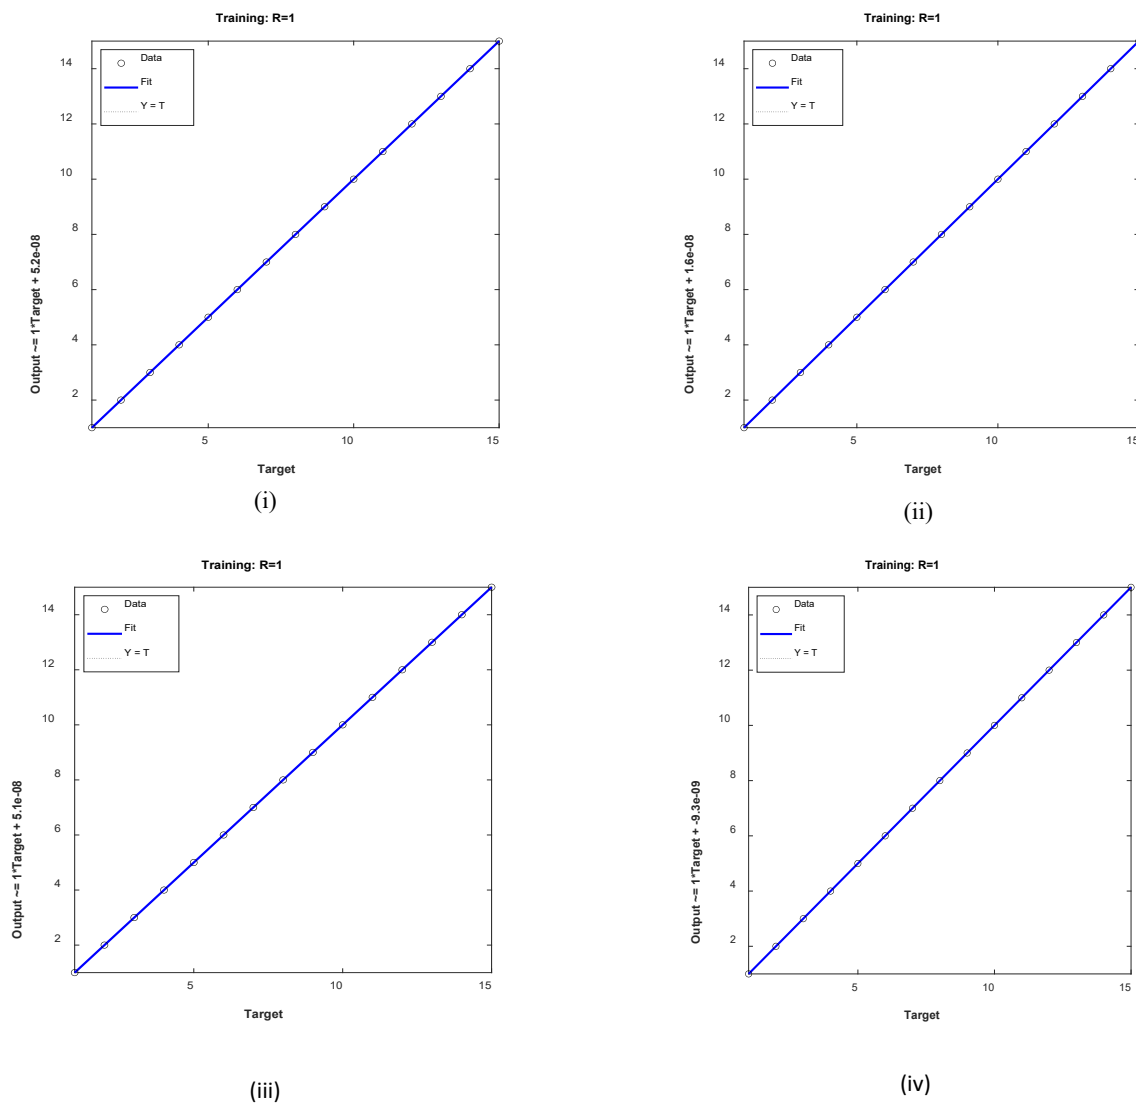 Training: R=1
Data
Fit
Y = T
14
12
10
8
6
4
2
Output ~= 1*Target + 5.2e-08
5
10
15
Target
(i)
Training: R=1
Data
Fit
Y = T
14
12
10
8
6
4
2
Output ~= 1*Target + 1.6e-08
5
10
15
Target
(ii)
Training: R=1
Data
Fit
Y = T
14
12
10
8
6
4
2
Output ~= 1*Target + 5.1e-08
5
10
15
Target
(iii)
Training: R=1
Data
Fit
Y = T
14
12
10
8
6
4
2
Output ~= 1*Target + -9.3e-09
5
10
15
Target
(iv)